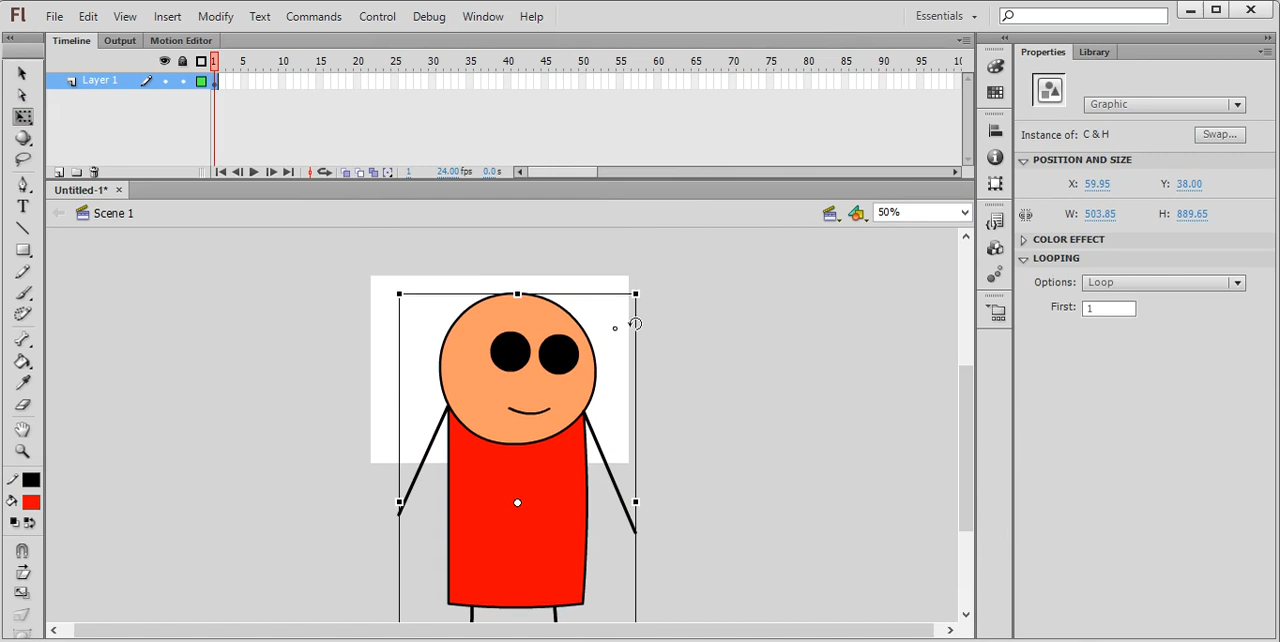 Fl File Edit View Insert Modify Text Commands Control Debug Window Help Essentials
Timeline Output Motion Editor Properties Library
1 5 10 15 20 25 30 35 40 45 50 55 60 65 70 75 80 85 90 95 10
Layer 1
Graphic
Instance of: C & H Swap...
POSITION AND SIZE
1 24.00 fps 0.0 s
X: 59.95 Y: 38.00
Untitled-1*
Scene 1 50%
W: 503.85 H: 889.65
COLOR EFFECT
LOOPING
Options: Loop
First: 1
T